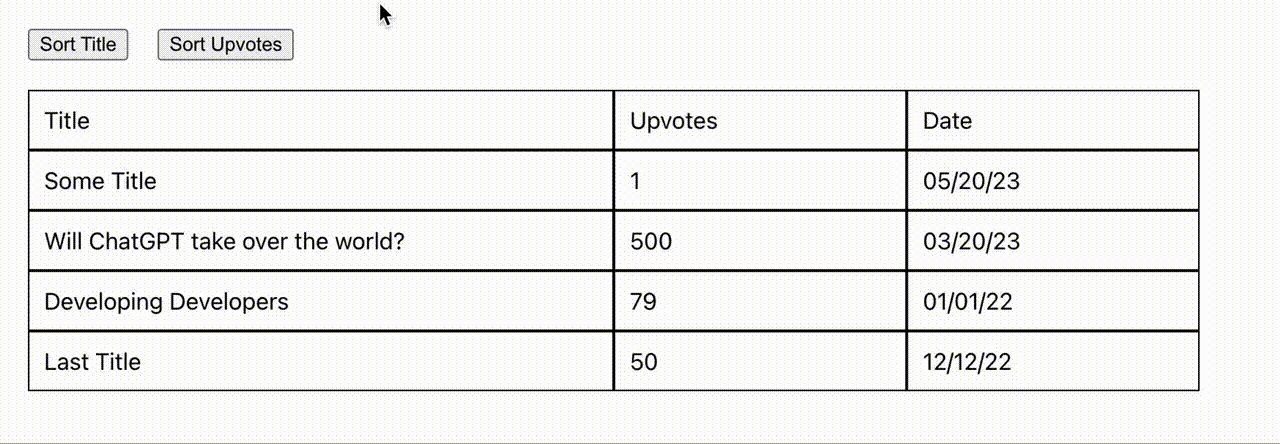 Sort Title Sort Upvotes
Title Upvotes Date
Some Title 1 05/20/23
Will ChatGPT take over the world? 500 03/20/23
Developing Developers 79 01/01/22
Last Title 50 12/12/22